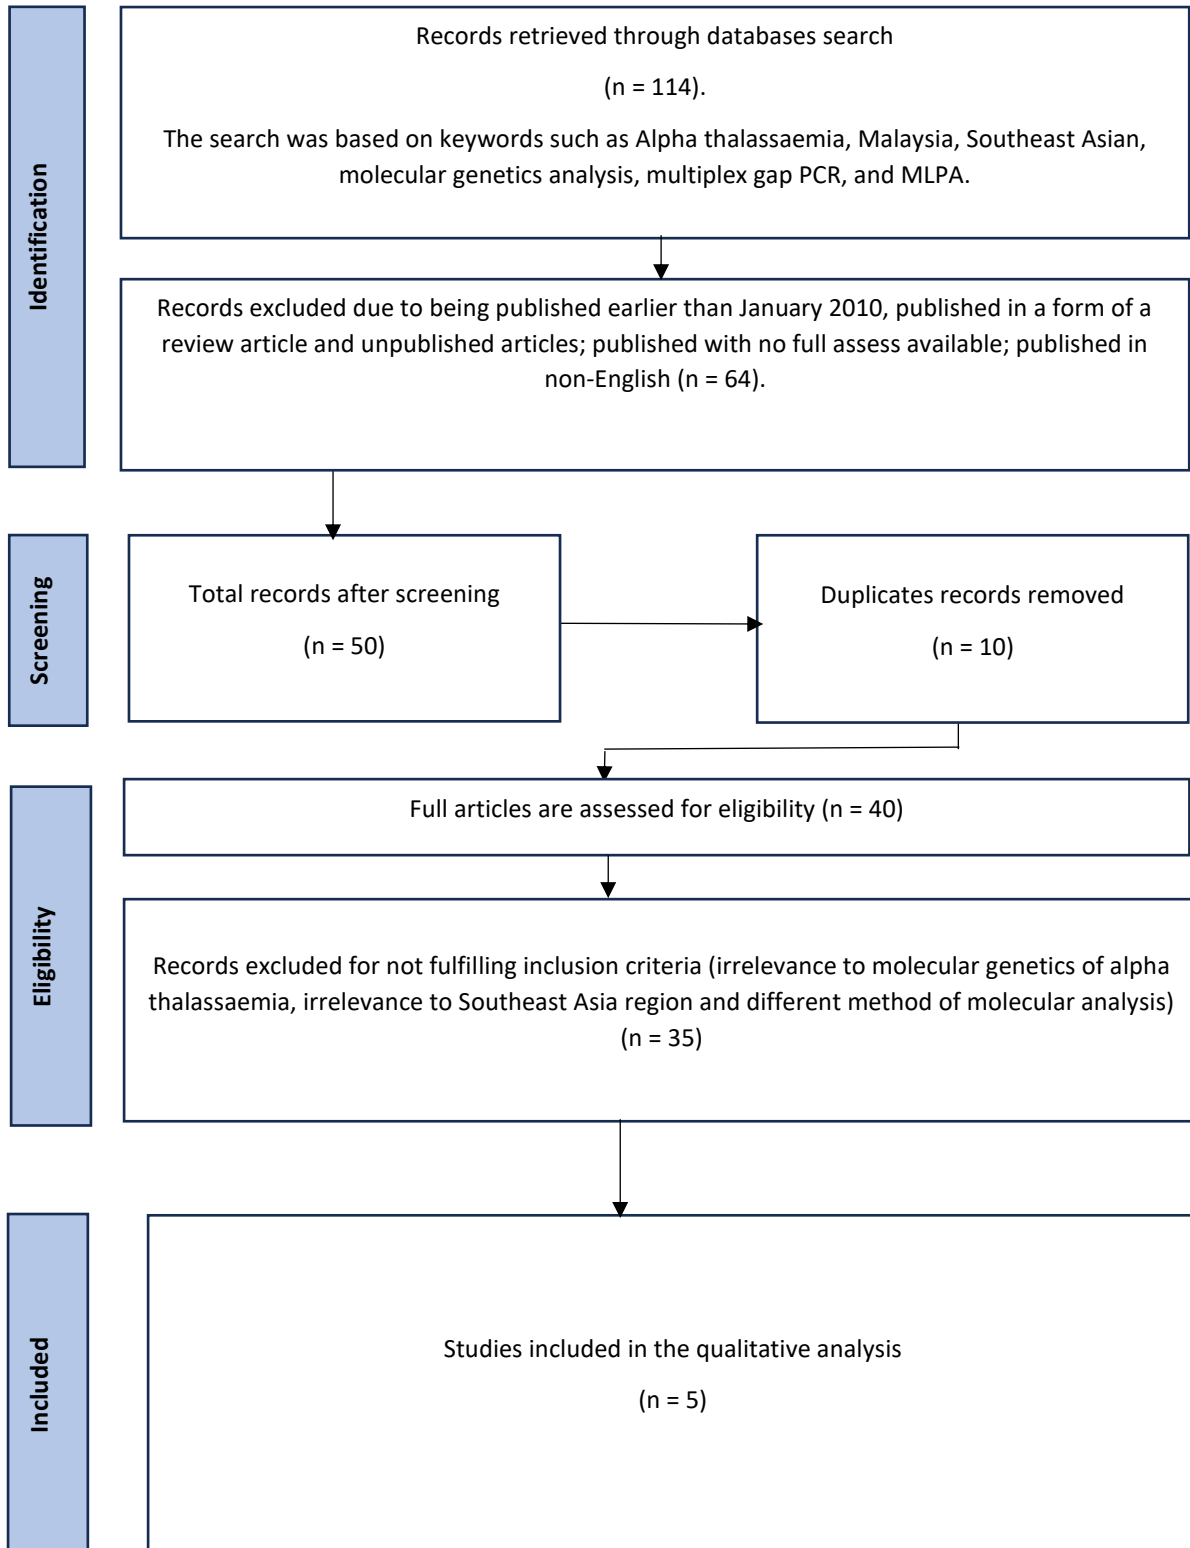 Identification
Records retrieved through databases search
(n = 114).
The search was based on keywords such as Alpha thalassaemia, Malaysia, Southeast Asian,
molecular genetics analysis, multiplex gap PCR, and MLPA.
Records excluded due to being published earlier than January 2010, published in a form of a
review article and unpublished articles; published with no full assess available; published in
non-English (n = 64).
Screening
Total records after screening
(n = 50)
Duplicates records removed
(n = 10)
Eligibility
Full articles are assessed for eligibility (n = 40)
Records excluded for not fulfilling inclusion criteria (irrelevance to molecular genetics of alpha
thalassaemia, irrelevance to Southeast Asia region and different method of molecular analysis)
(n = 35)
Included
Studies included in the qualitative analysis
(n = 5)